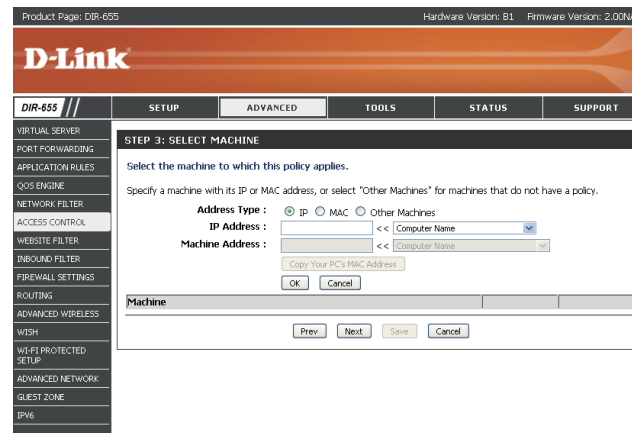 Product Page: DIR-655 Hardware Version: B1 Firmware Version: 2.00NA
D-Link
DIR-655 // SETUP ADVANCED TOOLS STATUS SUPPORT
VIRTUAL SERVER
PORT FORWARDING
APPLICATION RULES
QOS ENGINE
NETWORK FILTER
ACCESS CONTROL
WEBSITE FILTER
INBOUND FILTER
FIREWALL SETTINGS
ROUTING
ADVANCED WIRELESS
WISH
WI-FI PROTECTED
SETUP
ADVANCED NETWORK
GUEST ZONE
IPV6
STEP 3: SELECT MACHINE
Select the machine to which this policy applies.
Specify a machine with its IP or MAC address, or select "Other Machines" for machines that do not have a policy.
Address Type : IP MAC Other Machines
IP Address : << Computer Name
Machine Address : << Computer Name
Copy Your PC's MAC Address
OK Cancel
Machine
Prev Next Save Cancel